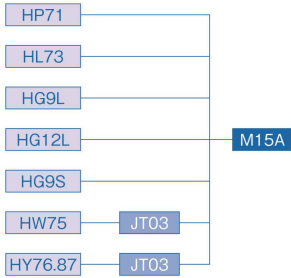 HP71
HL73
HG9L
HG12L
M15A
HG9S
HW75 JT03
HY76.87 JT03